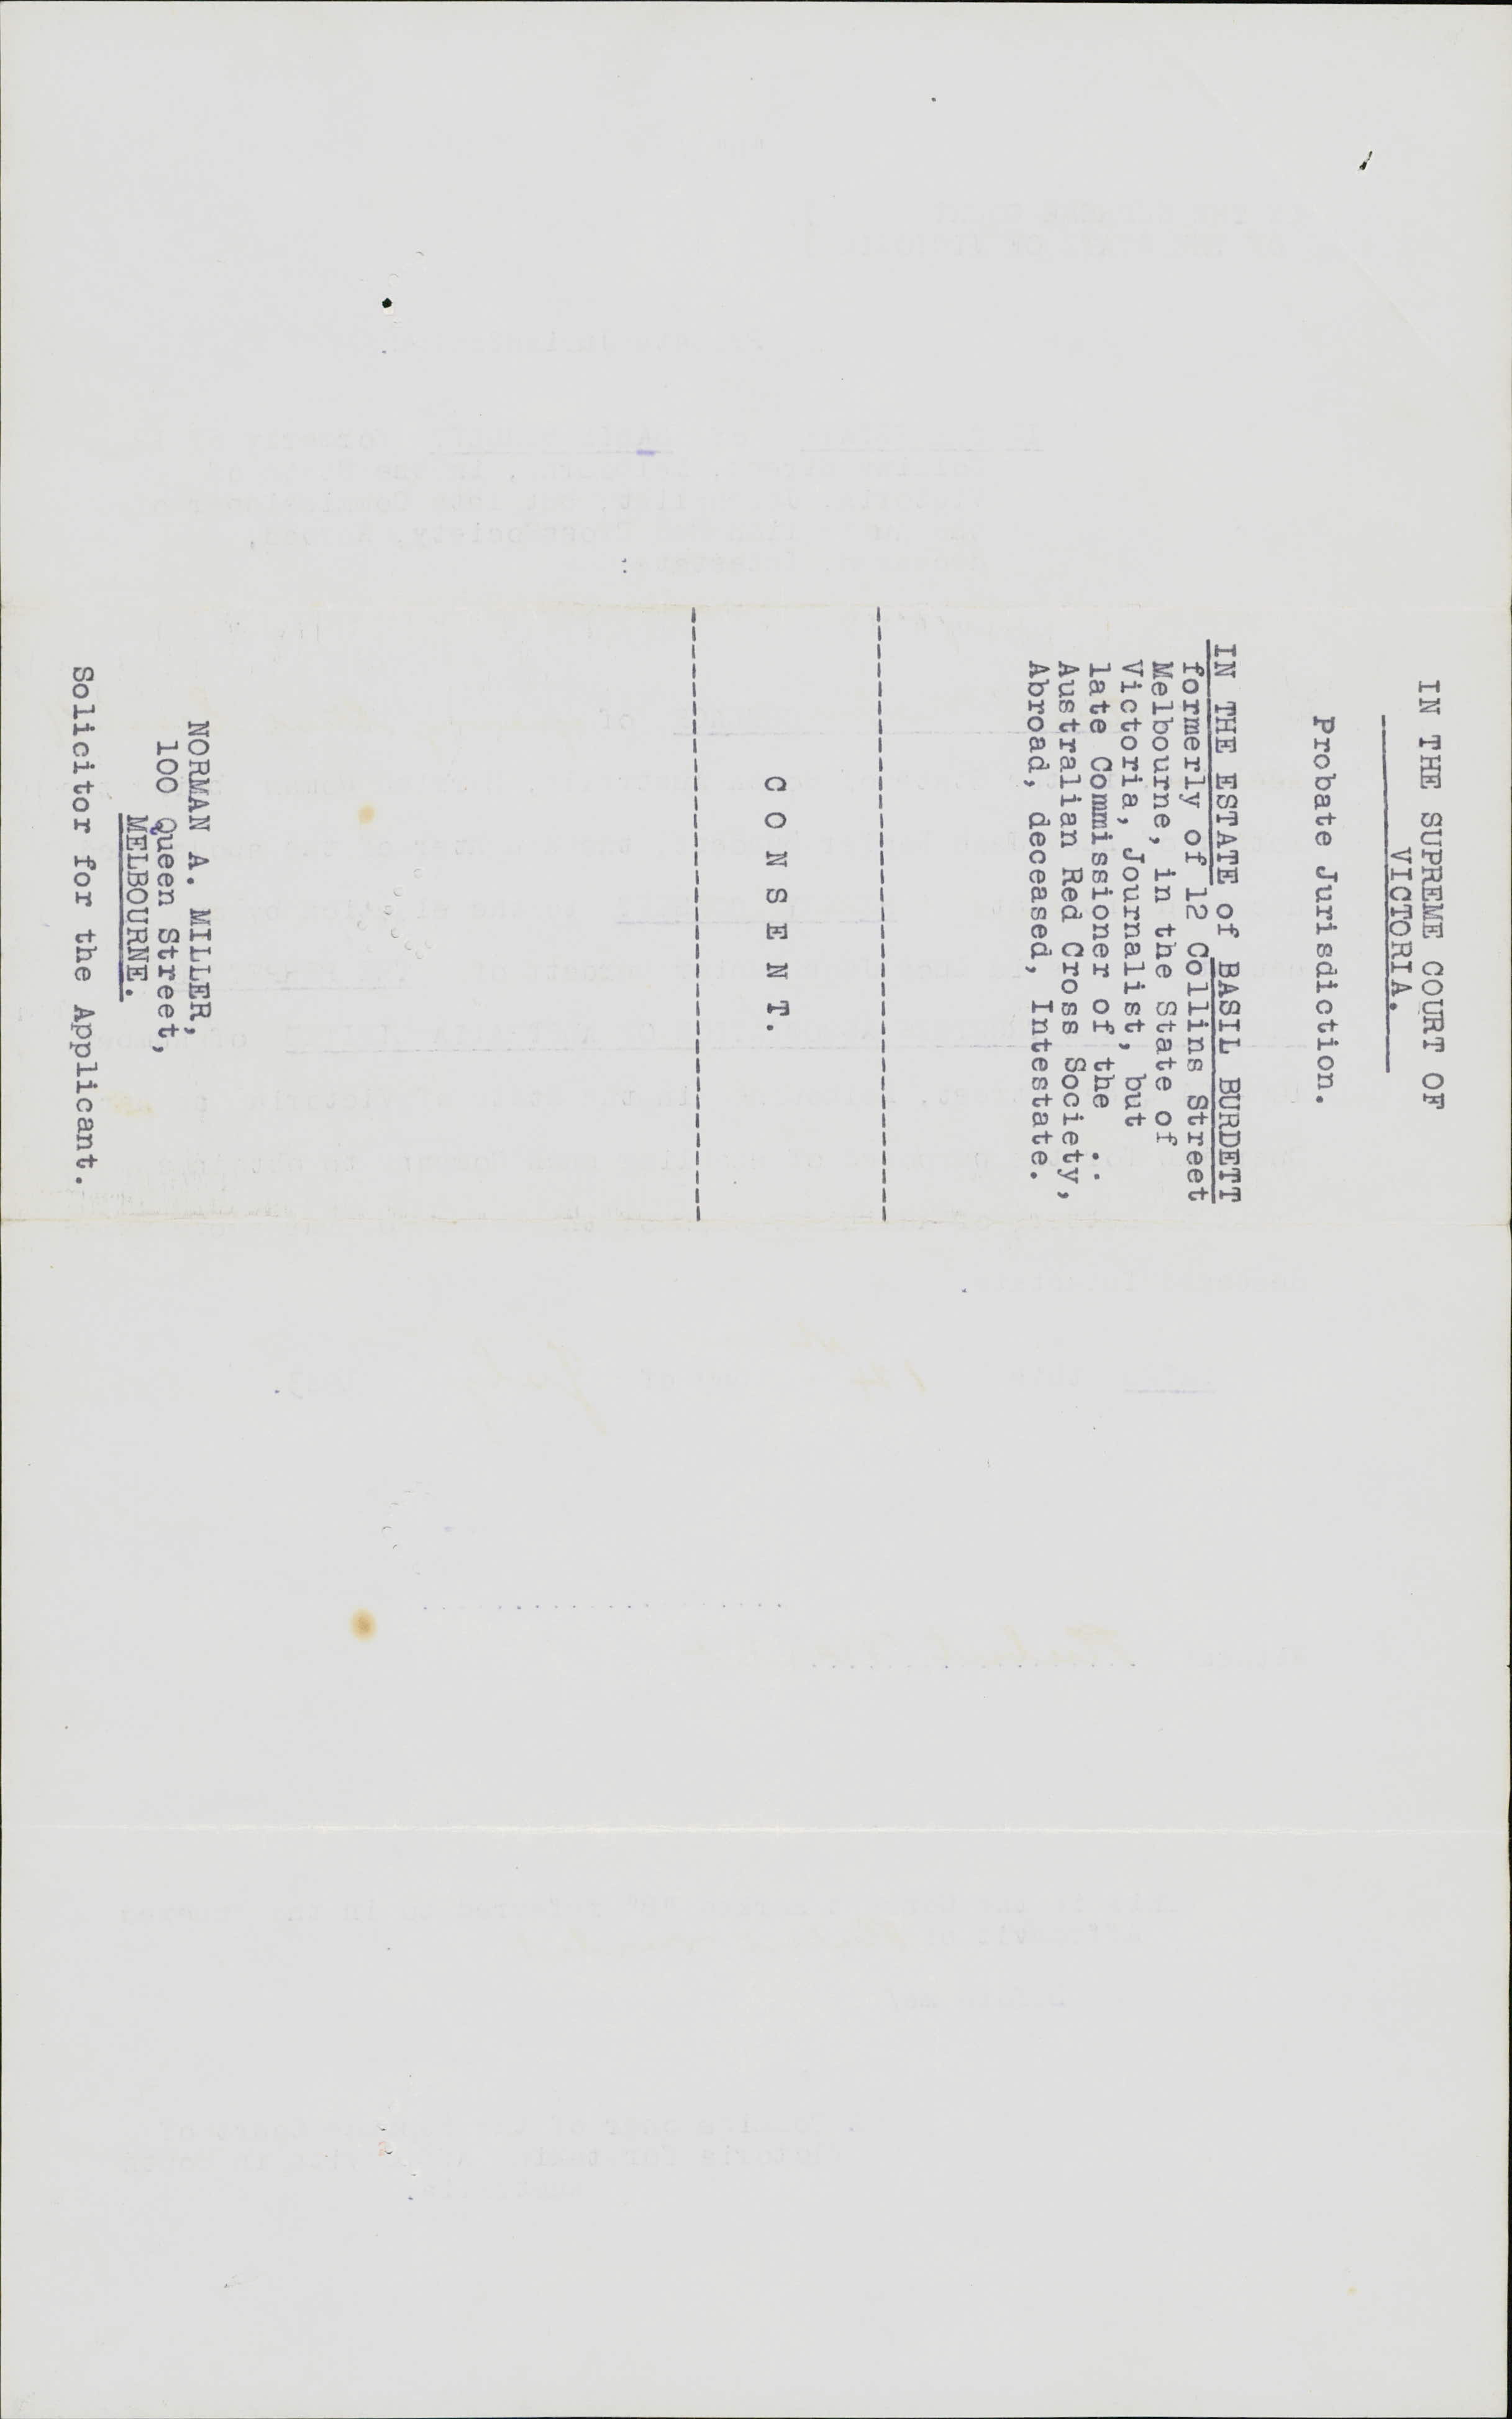 IN THE SUPREME COURT OF
VICTORIA.
Probate Jurisdiction.
IN THE ESTATE of BASIL BURDETT
formerly of 12 Collins Street
Melbourne, in the State of
Victoria, Journalist, but
late Commissioner of the
Australian Red Cross Society,
Abroad, deceased, Intestate.
C O N S E N T.
NORMAN A. MILLER,
100 Queen Street,
MELBOURNE.
Solicitor for the Applicant.